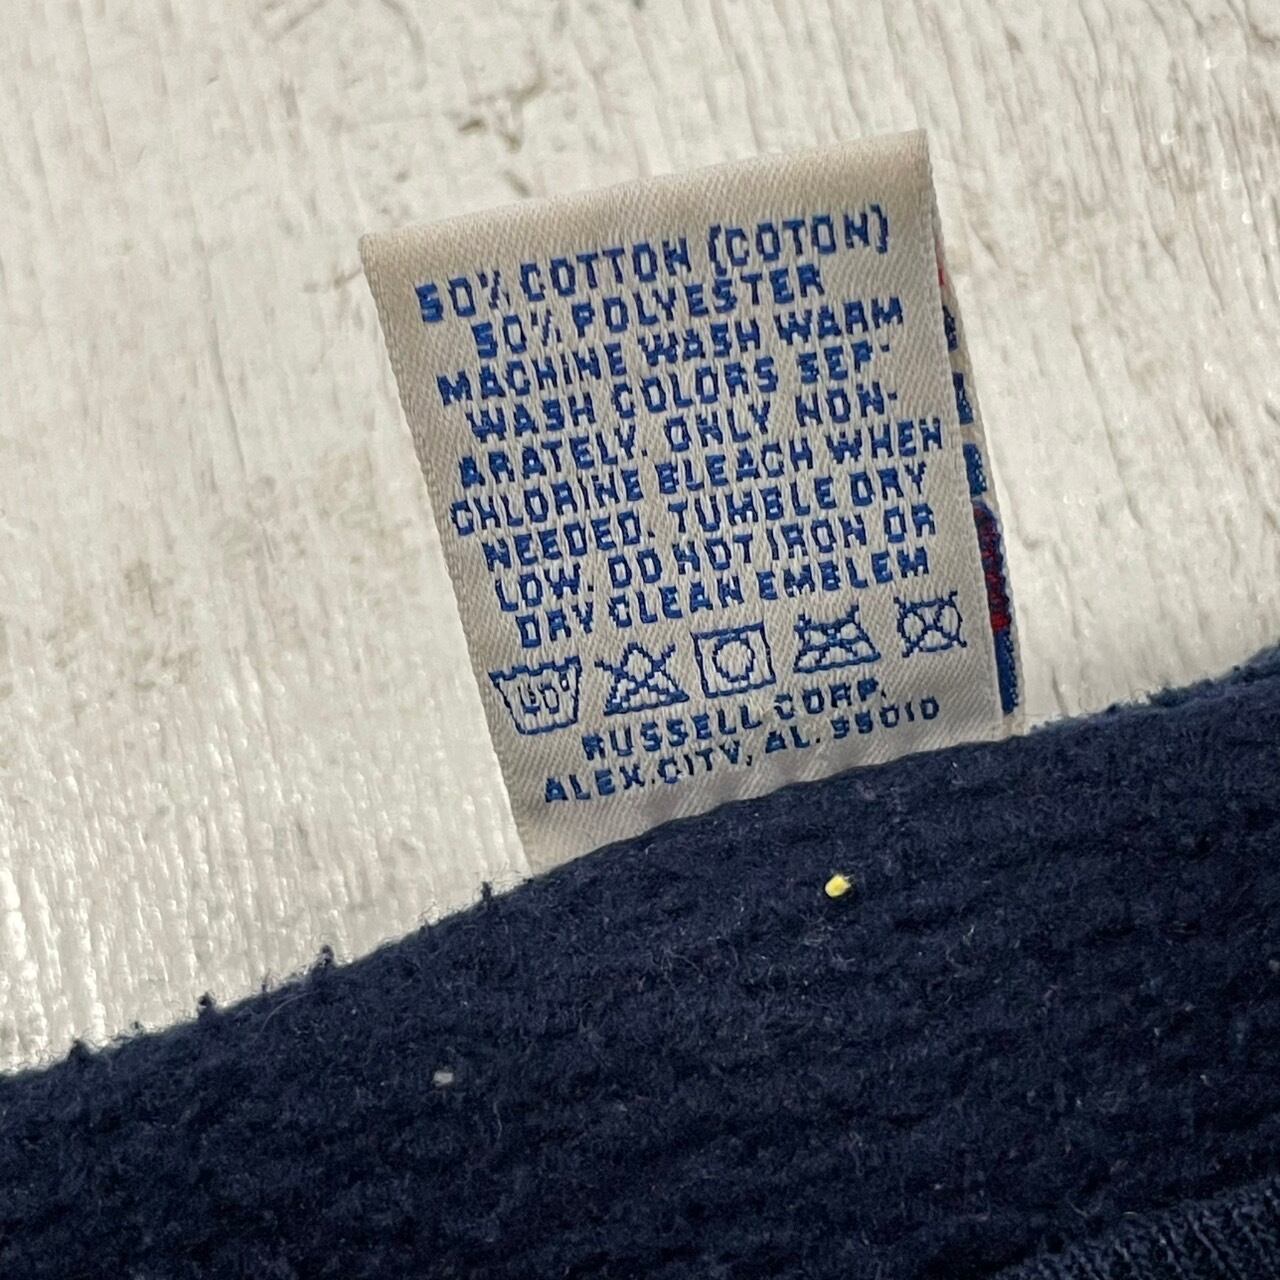 50% COTTON (COTON)
50% POLYESTER
MACHINE WASH WARM
WASH COLORS SEP-
ARATELY. ONLY NON-
CHLORINE BLEACH WHEN
NEEDED. TUMBLE DRY
LOW. DO NOT IRON OR
DRY CLEAN EMBLEM
40°
RUSSELL CORP.
ALEX.CITY, AL. 35010